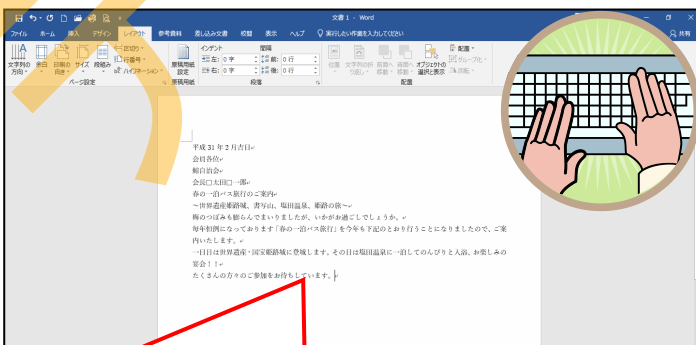 文書 1 - Word
ファイル ホーム 挿入 デザイン レイアウト 参考資料 差し込み文書 校閲 表示 ヘルプ 実行したい作業を入力してください
共有
文字列の方向 余白 印刷の向き サイズ 段組み 区切り 行番号 ハイフネーション
ページ設定
原稿用紙設定
原稿用紙
インデント 間隔
左: 0 字 前: 0 行
右: 0 字 後: 0 行
段落
位置 文字列の折り返し 前面へ移動 背面へ移動 オブジェクトの選択と表示 配置 グループ化 回転
配置
平成 31 年 2 月吉日↵
会員各位↵
鯨自治会↵
会長□太田□一郎↵
春の一泊バス旅行のご案内↵
～世界遺産姫路城、書写山、塩田温泉、姫路の旅～↵
梅のつぼみも膨らんでまいりましたが、いかがお過ごしでしょうか。↵
毎年恒例になっております「春の一泊バス旅行」を今年も下記のとおり行うことになりましたので、ご案
内いたします。↵
一日目は世界遺産・国宝姫路城に登城します。その日は塩田温泉に一泊してのんびりと入浴、お楽しみの
宴会！！↵
たくさんの方々のご参加をお待ちしています。↵